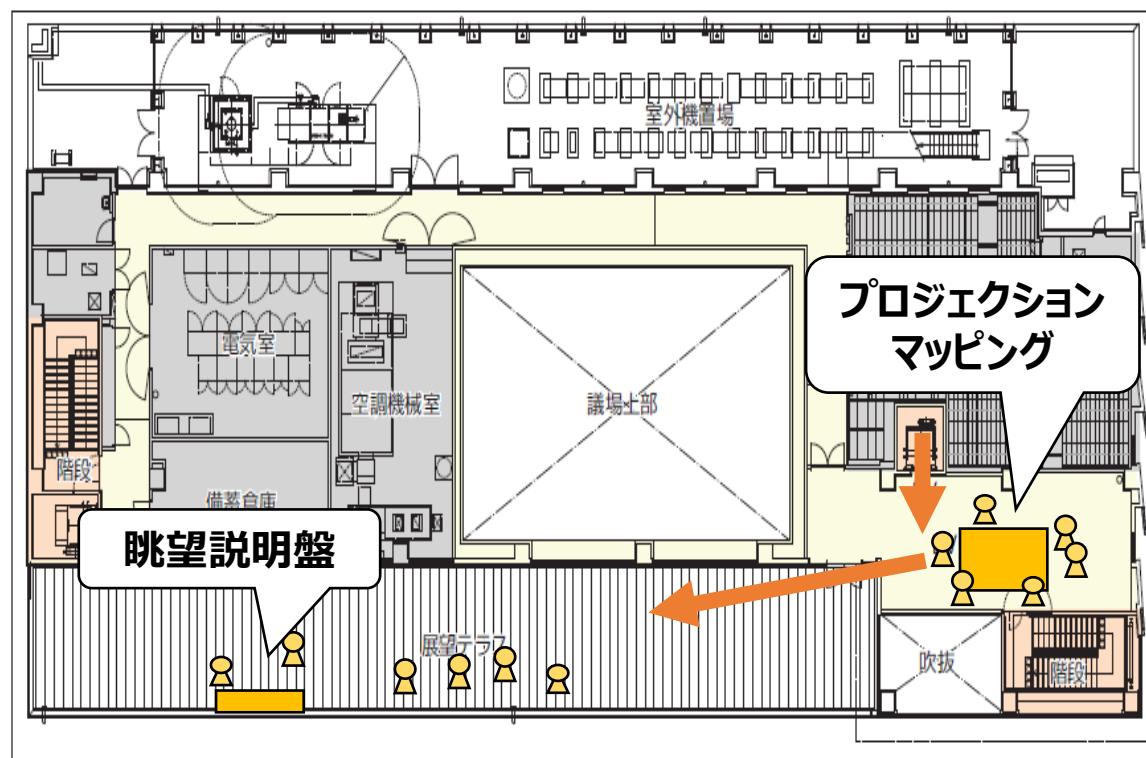 室外機置場
プロジェクション
マッピング
電気室
空調機械室
議場上部
階段
備蓄倉庫
眺望説明盤
展望テラス
吹抜
階段